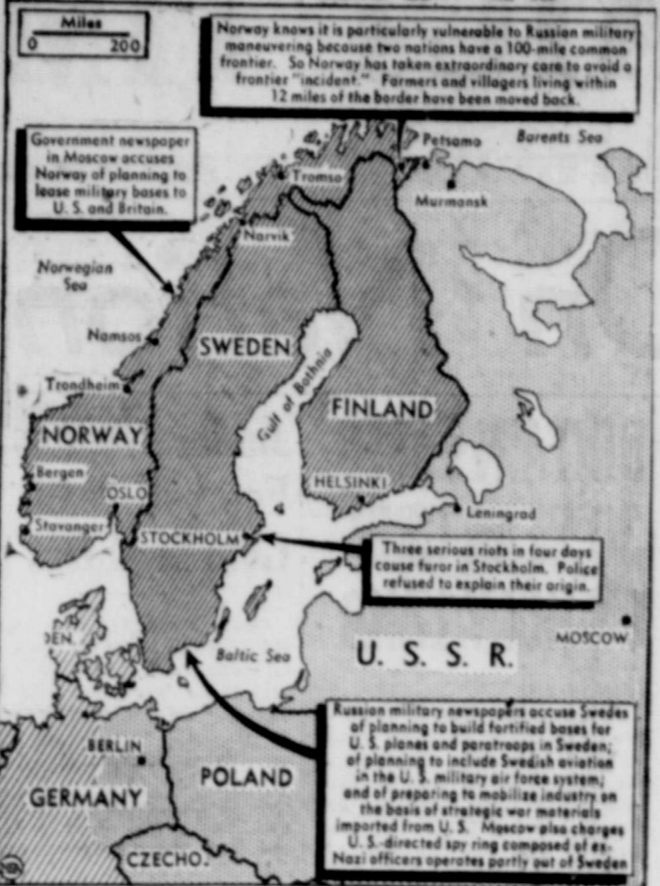 Miles
0 200
Norway knows it is particularly vulnerable to Russian military
maneuvering because two nations have a 100-mile common
frontier. So Norway has taken extraordinary care to avoid a
frontier "incident." Farmers and villagers living within
12 miles of the border have been moved back.
Government newspaper
in Moscow accuses
Norway of planning to
lease military bases to
U. S. and Britain.
Petsamo
Barents Sea
Tromso
Murmansk
Narvik
Norwegian
Sea
Namsos
SWEDEN
Gulf of Bothnia
Trondheim
FINLAND
NORWAY
Bergen
HELSINKI
OSLO
Leningrad
Stavanger
STOCKHOLM
Three serious riots in four days
cause furor in Stockholm. Police
refused to explain their origin.
DEN.
Baltic Sea
U. S. S. R.
MOSCOW
Russian military newspapers accuse Swedes
of planning to build fortified bases for
U. S. planes and paratroops in Sweden;
of planning to include Swedish aviation
in the U. S. military air force system;
and of preparing to mobilize industry on
the basis of strategic war materials
imported from U. S. Moscow also charges
U. S.-directed spy ring composed of ex-
Nazi officers operates partly out of Sweden
BERLIN
POLAND
GERMANY
CZECHO.